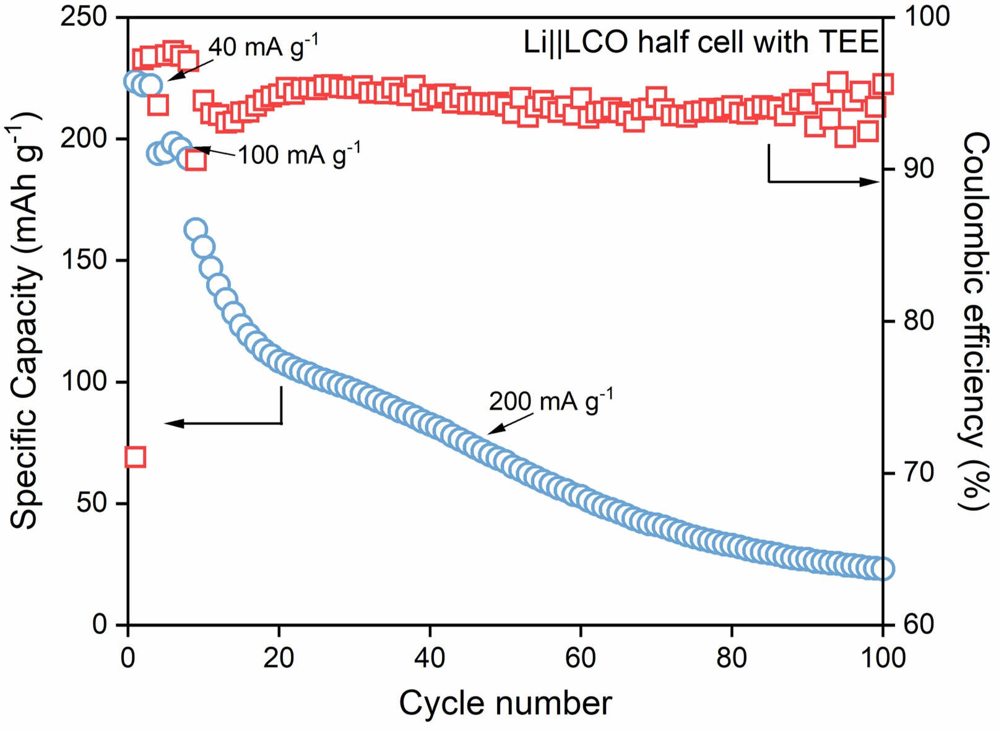 Li||LCO half cell with TEE
40 mA g-1
100 mA g-1
200 mA g-1
Specific Capacity (mAh g-1)
250
200
150
100
50
0
Coulombic efficiency (%)
100
90
80
70
60
0 20 40 60 80 100
Cycle number